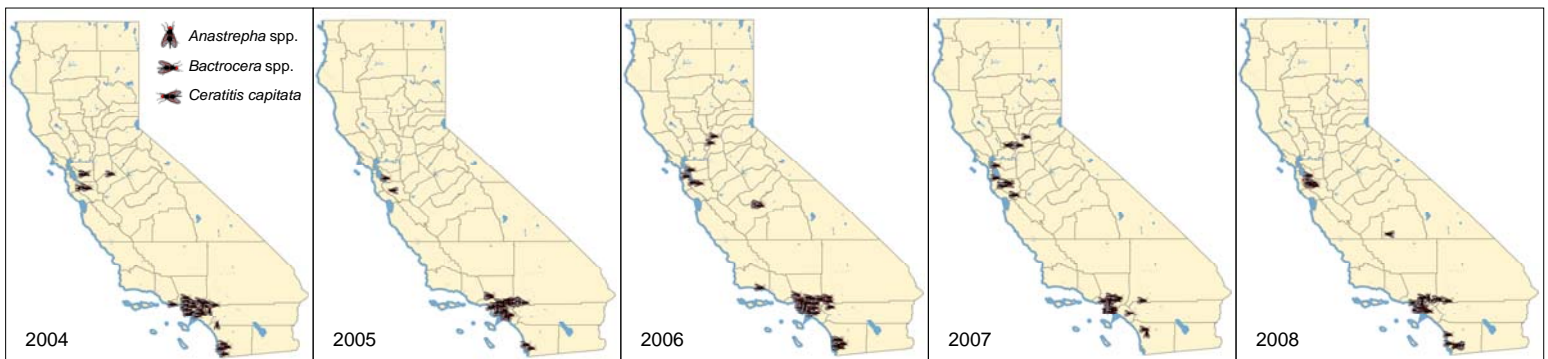 Anastrepha spp.
Bactrocera spp.
Ceratitis capitata
2004
2005
2006
2007
2008